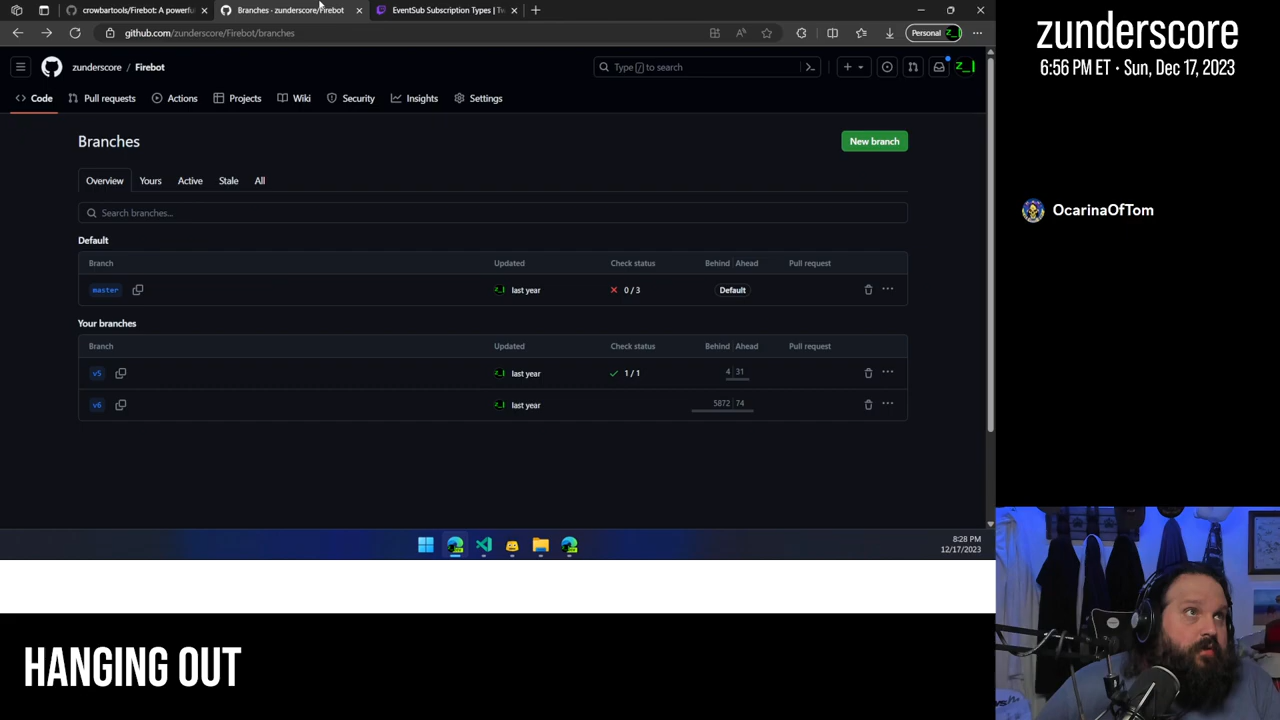 crowbartools/Firebot: A powerfu
Branches · zunderscore/Firebot
EventSub Subscription Types | Tw
github.com/zunderscore/Firebot/branches
Personal
zunderscore / Firebot
Type / to search
Code
Pull requests
Actions
Projects
Wiki
Security
Insights
Settings
Branches
New branch
Overview
Yours
Active
Stale
All
Search branches...
Default
Branch Updated Check status Behind Ahead Pull request
master last year 0 / 3 Default
Your branches
Branch Updated Check status Behind Ahead Pull request
v5 last year 1 / 1 4 31
v6 last year 5872 74
8:28 PM
12/17/2023
zunderscore
6:56 PM ET · Sun, Dec 17, 2023
OcarinaOfTom
HANGING OUT